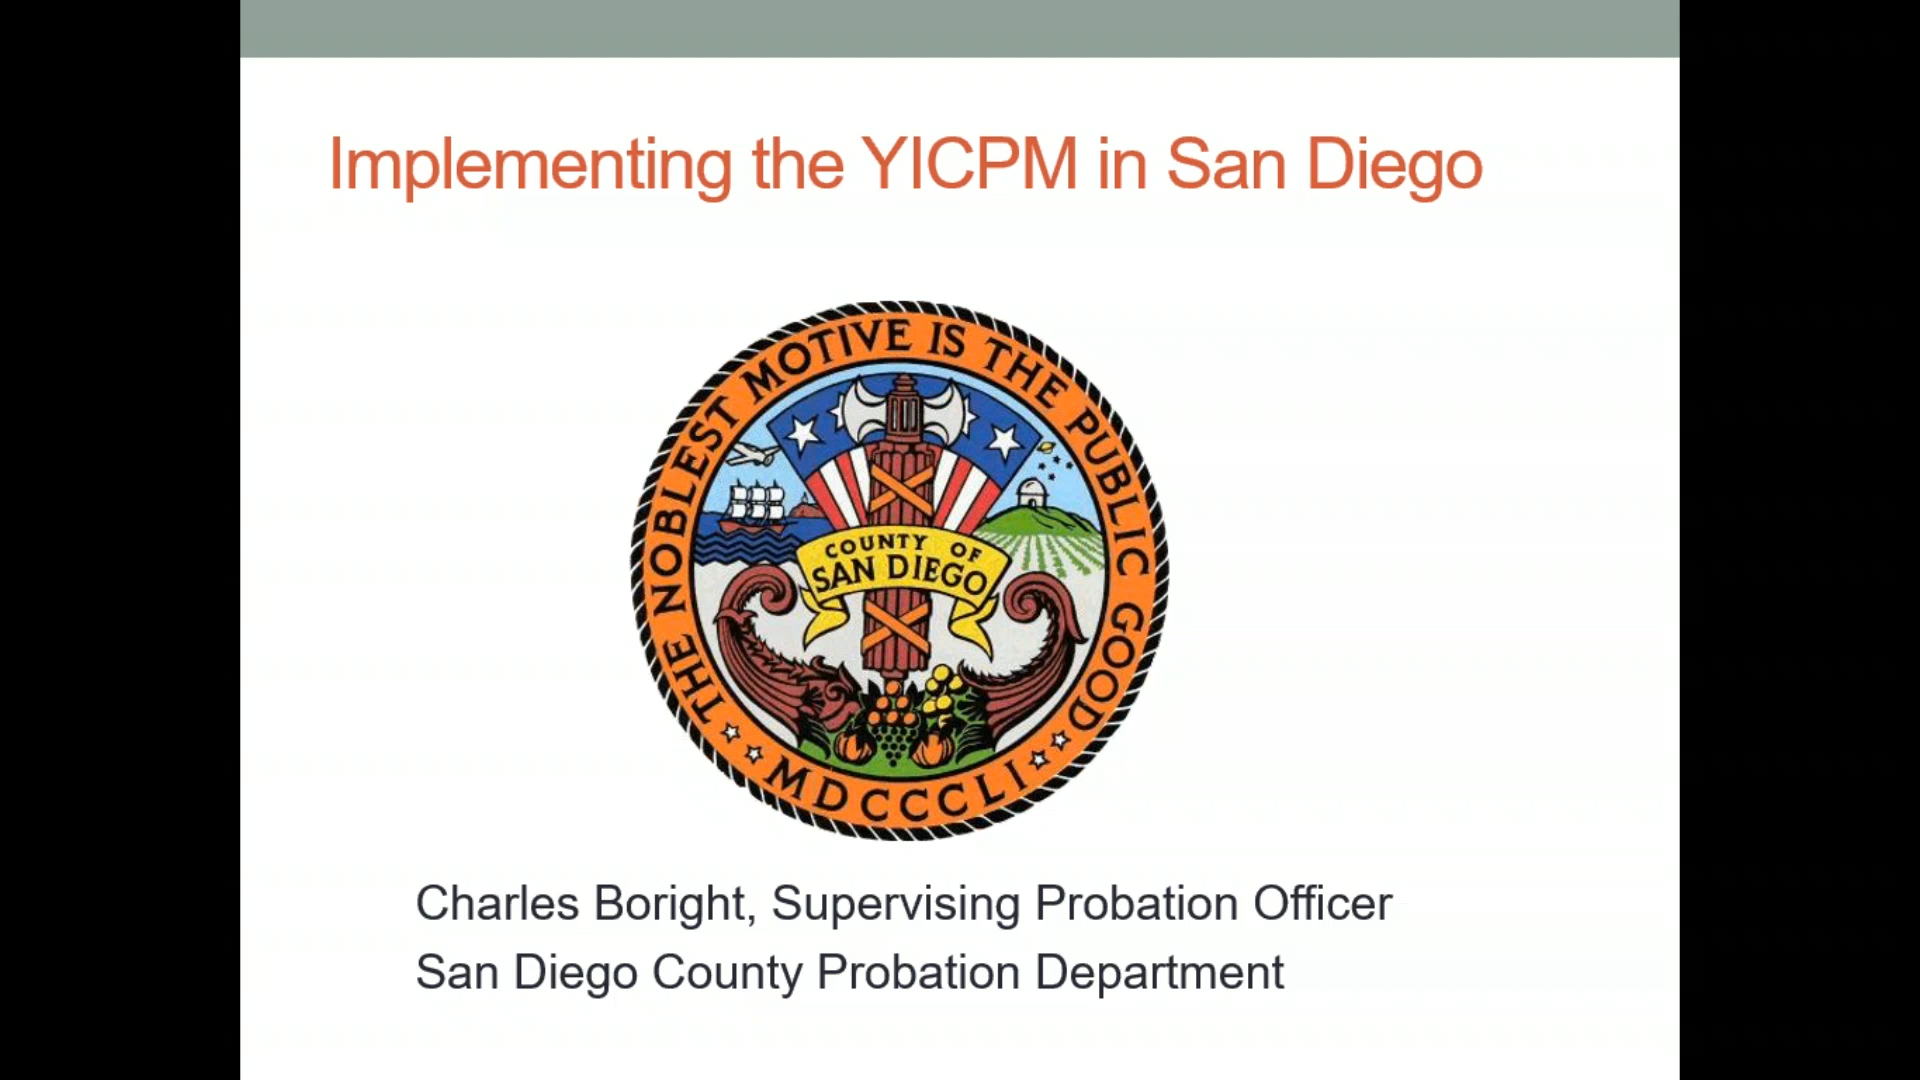 Implementing the YICPM in San Diego
THE NOBLEST MOTIVE IS THE PUBLIC GOOD
COUNTY OF
SAN DIEGO
MDCCCLI
Charles Boright, Supervising Probation Officer
San Diego County Probation Department